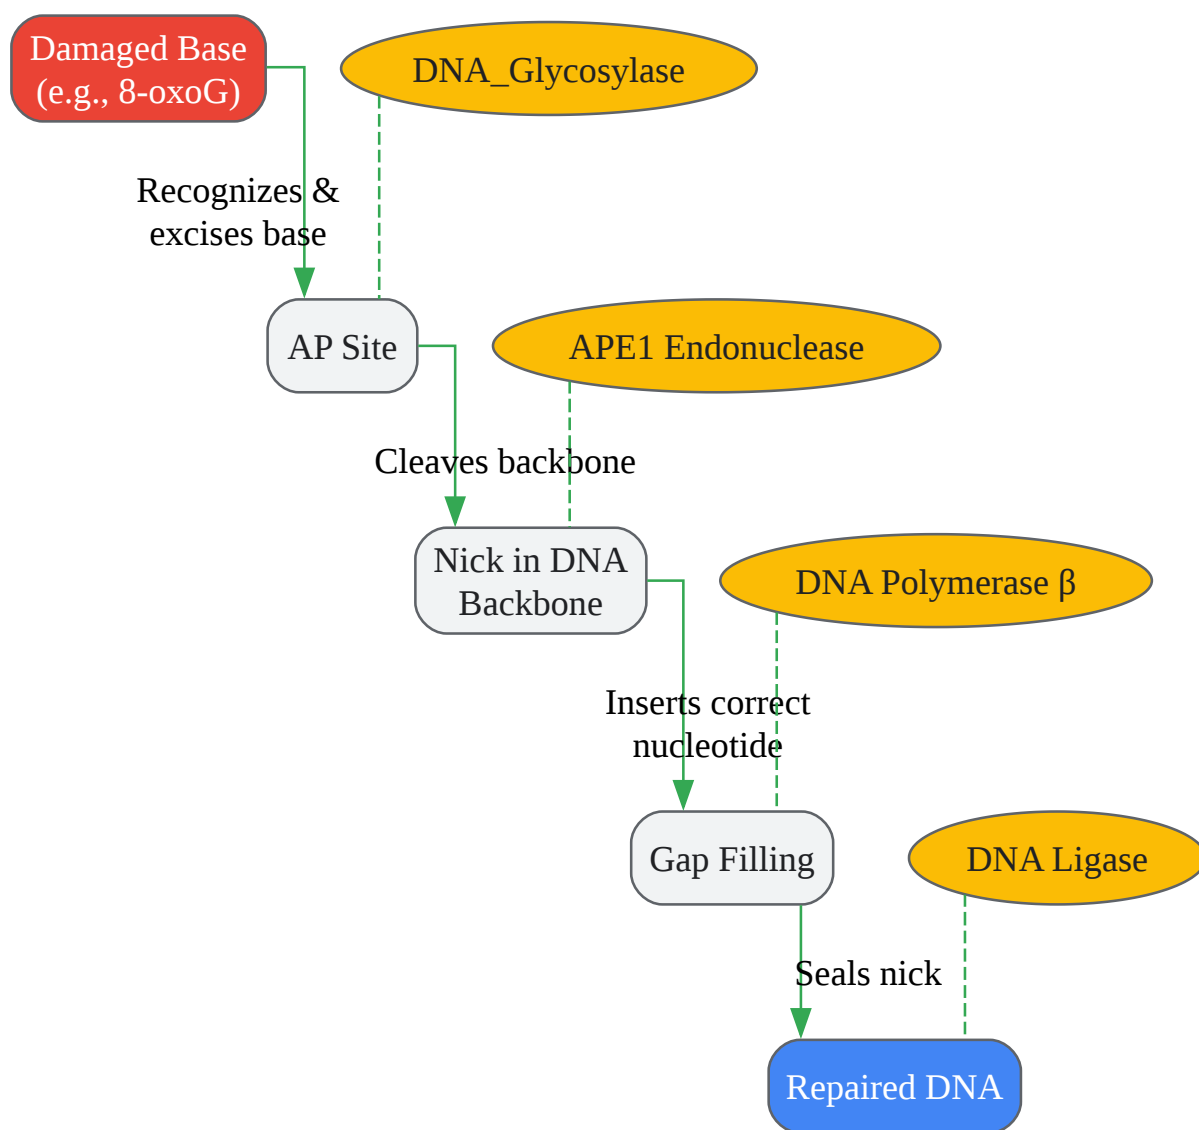 Damaged Base
(e.g., 8-oxoG)
DNA_Glycosylase
Recognizes &
excises base
AP Site
APE1 Endonuclease
Cleaves backbone
Nick in DNA
Backbone
DNA Polymerase β
Inserts correct
nucleotide
Gap Filling
DNA Ligase
Seals nick
Repaired DNA